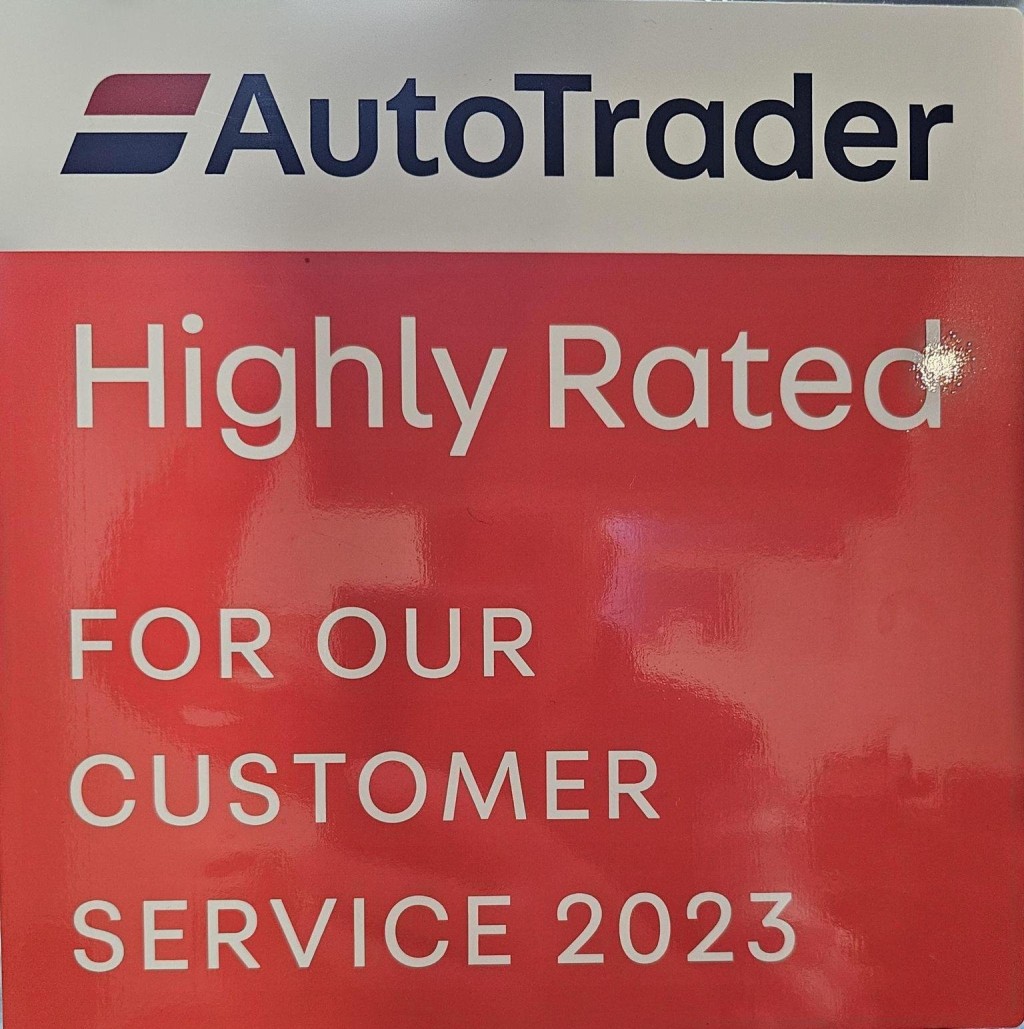 AutoTrader
Highly Rated
FOR OUR
CUSTOMER
SERVICE 2023